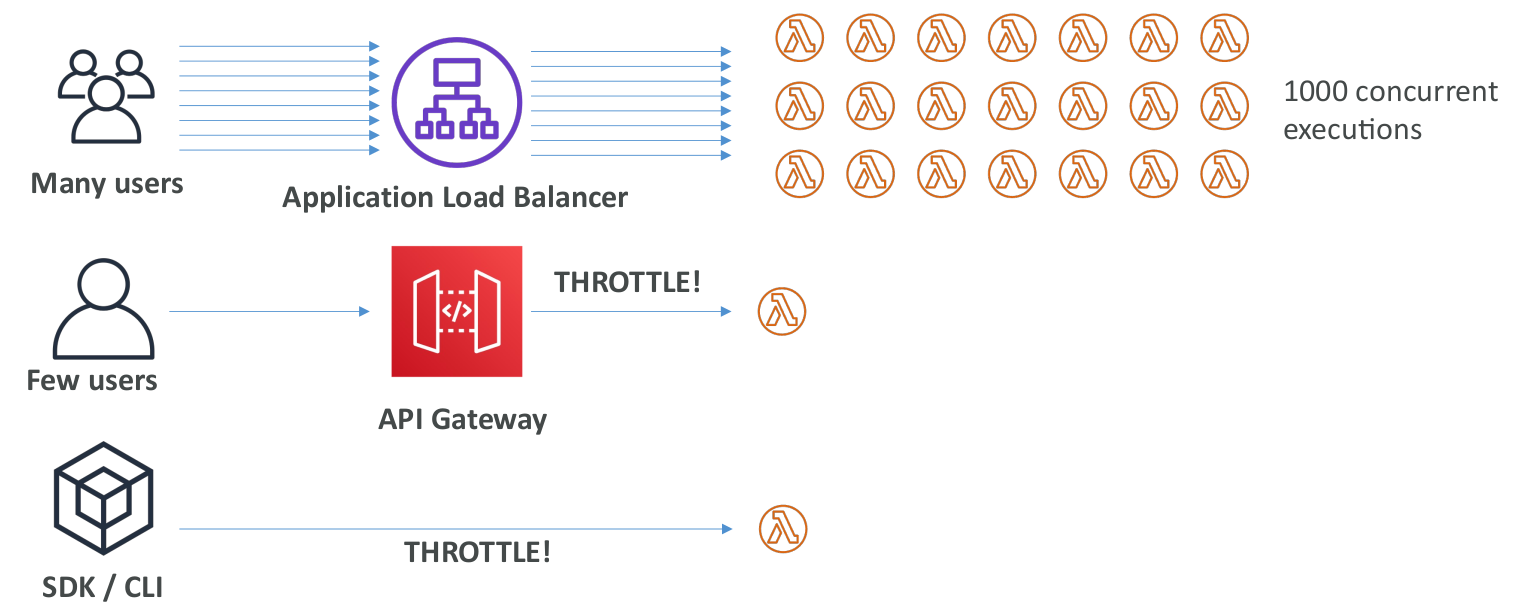 1000 concurrent
executions
Many users
Application Load Balancer
THROTTLE!
</>
Few users
API Gateway
THROTTLE!
SDK / CLI